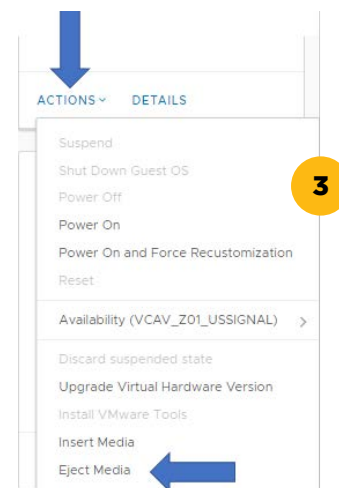 ACTIONS DETAILS
Suspend
Shut Down Guest OS
Power Off
3
Power On
Power On and Force Recustomization
Reset
Availability (VCAV_Z01_USSIGNAL)
Discard suspended state
Upgrade Virtual Hardware Version
Install VMware Tools
Insert Media
Eject Media